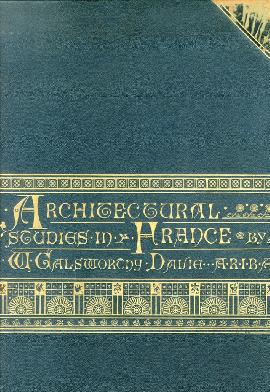 ARCHITECTURAL
STUDIES IN FRANCE BY
W. GALSWORTHY DAVIE A.R.I.B.A